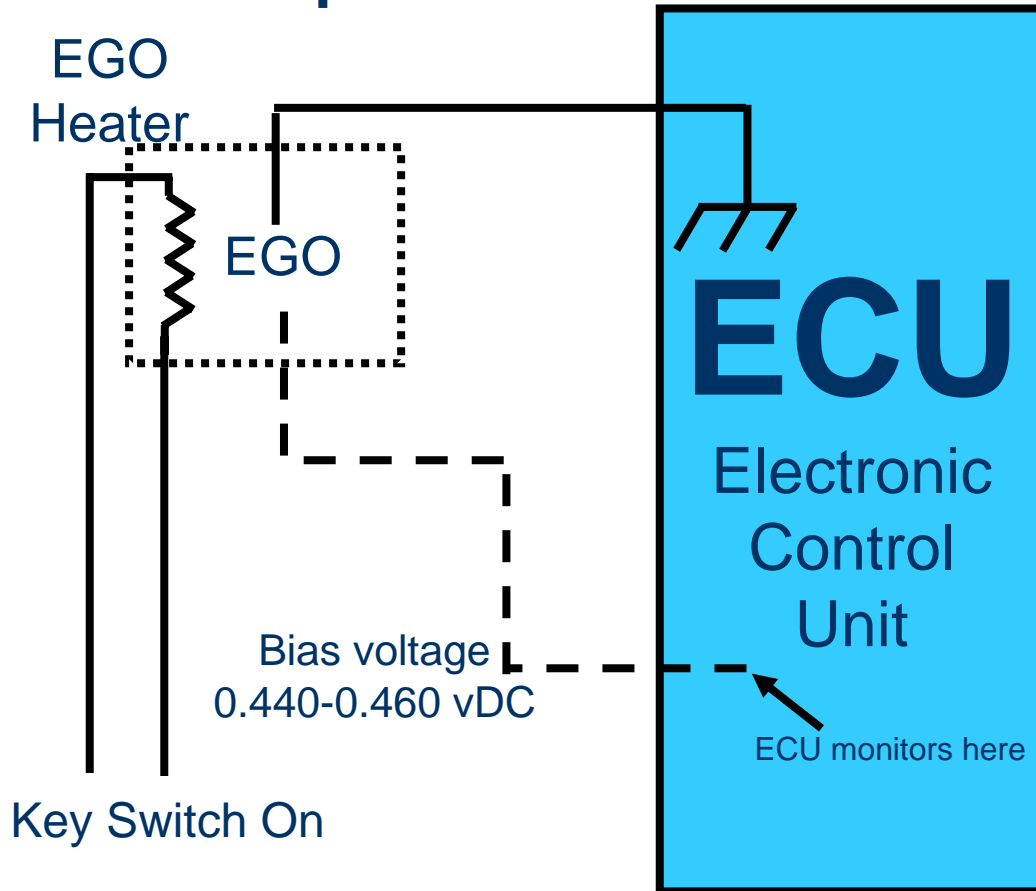 EGO
Heater
EGO
ECU
Electronic
Control
Unit
Bias voltage
0.440-0.460 vDC
ECU monitors here
Key Switch On